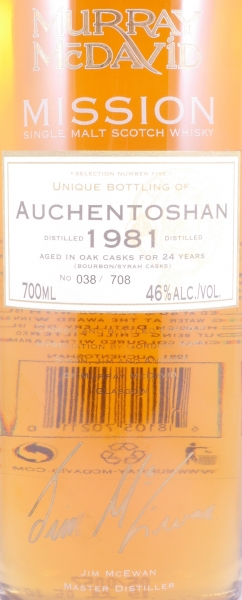 MURRAY
McDAVID
MISSION
SINGLE MALT SCOTCH WHISKY
• SELECTION NUMBER FIVE •
UNIQUE BOTTLING OF
AUCHENTOSHAN
DISTILLED 1981 DISTILLED
AGED IN OAK CASKS FOR 24 YEARS
(BOURBON/SYRAH CASKS)
No 038/ 708
700ML 46% ALC./VOL.
Jim McEwan
JIM MCEWAN
MASTER DISTILLER